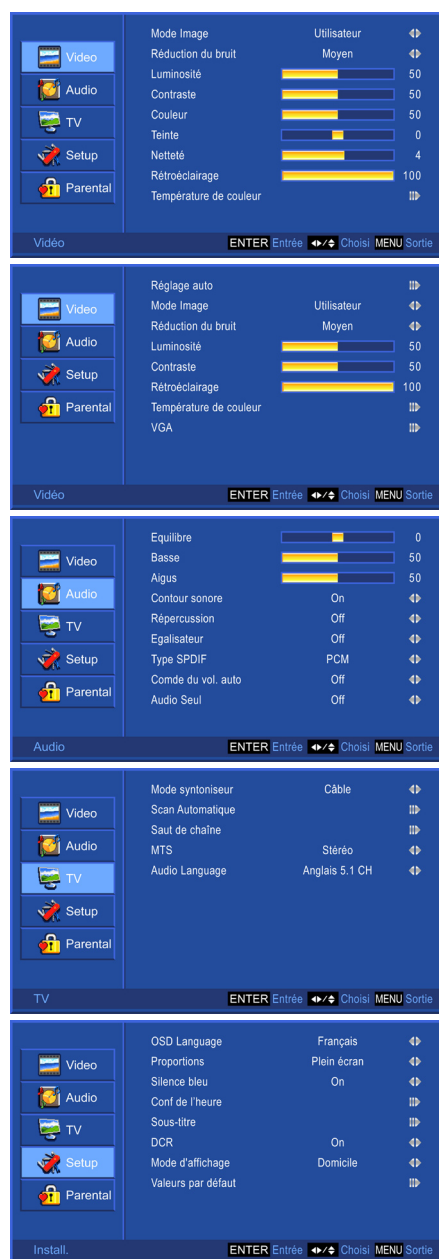 Mode Image Utilisateur
Video Réduction du bruit Moyen
Luminosité 50
Audio Contraste 50
Couleur 50
TV Teinte 0
Setup Netteté 4
Rétroéclairage 100
Parental Température de couleur
Vidéo ENTER Entrée Choisi MENU Sortie
Réglage auto
Video Mode Image Utilisateur
Réduction du bruit Moyen
Audio Luminosité 50
Contraste 50
Setup Rétroéclairage 100
Parental Température de couleur
VGA
Vidéo ENTER Entrée Choisi MENU Sortie
Equilibre 0
Video Basse 50
Aigus 50
Audio Contour sonore On
Répercussion Off
TV Egalisateur Off
Setup Type SPDIF PCM
Comde du vol. auto Off
Parental Audio Seul Off
Audio ENTER Entrée Choisi MENU Sortie
Mode syntoniseur Câble
Video Scan Automatique
Saut de chaîne
Audio MTS Stéréo
Audio Language Anglais 5.1 CH
TV
Setup
Parental
TV ENTER Entrée Choisi MENU Sortie
OSD Language Français
Video Proportions Plein écran
Silence bleu On
Audio Conf de l'heure
Sous-titre
TV DCR On
Setup Mode d'affichage Domicile
Valeurs par défaut
Parental
Install. ENTER Entrée Choisi MENU Sortie